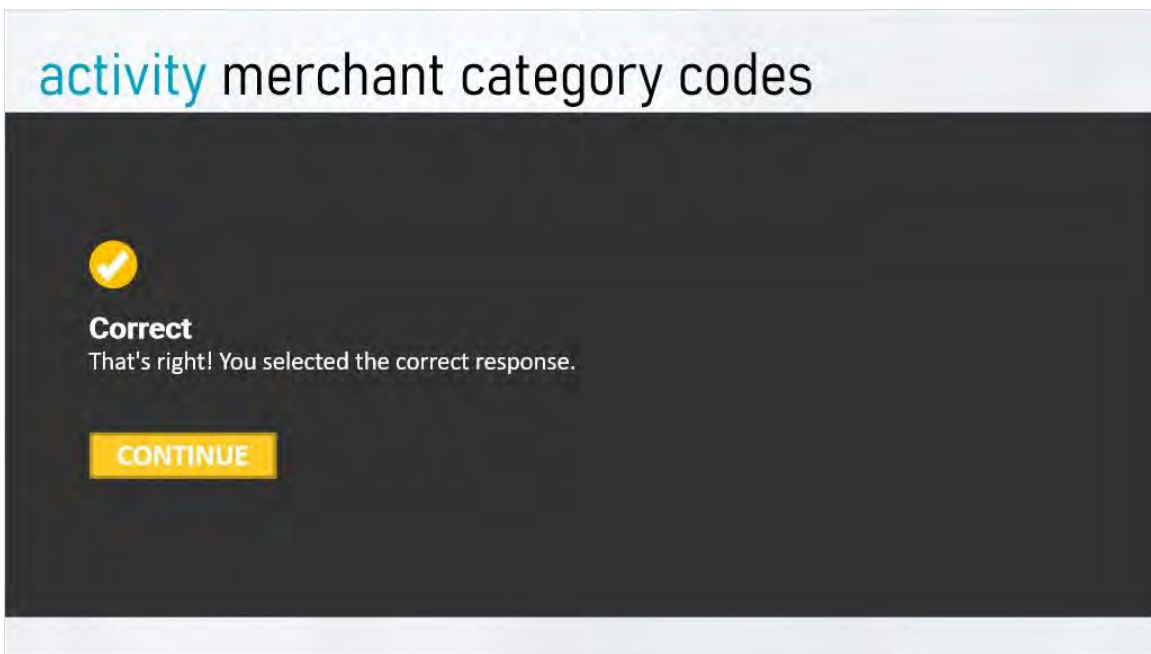 activity merchant category codes
Correct
That's right! You selected the correct response.
CONTINUE